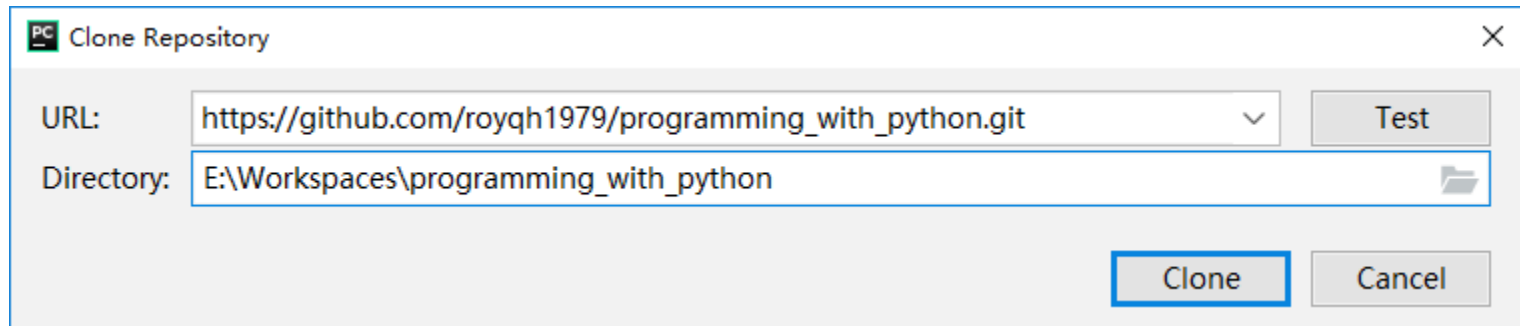 PC Clone Repository
URL: https://github.com/royqh1979/programming_with_python.git Test
Directory: E:\Workspaces\programming_with_python
Clone Cancel